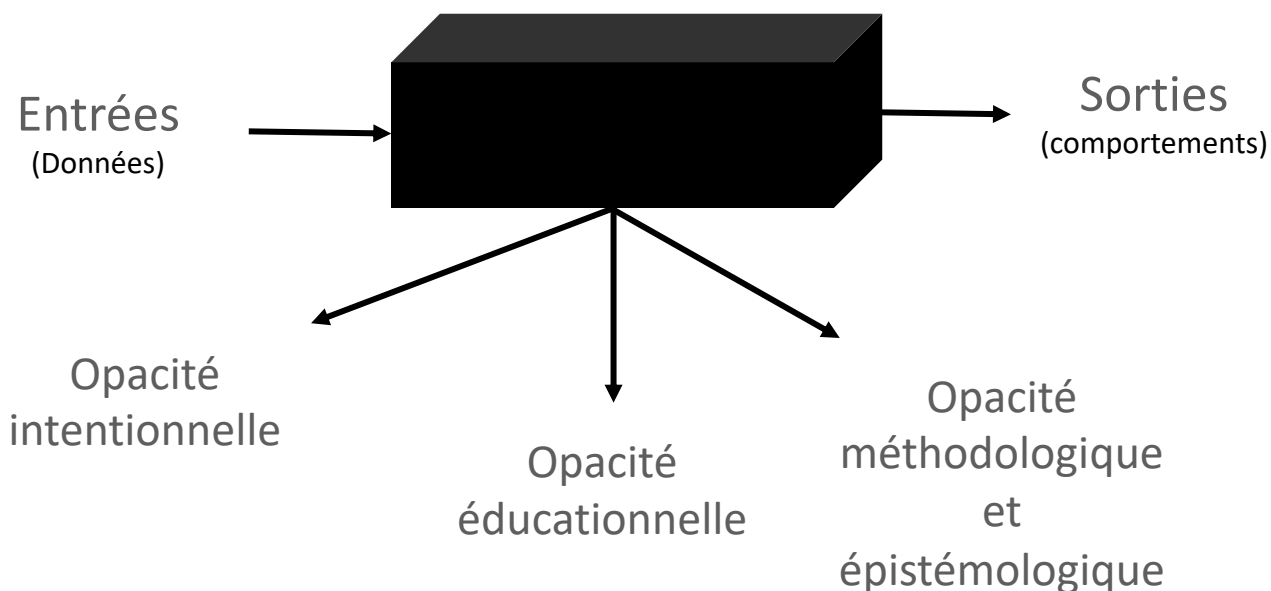 Entrées
(Données)
Sorties
(comportements)
Opacité
intentionnelle
Opacité
éducationnelle
Opacité
méthodologique
et
épistémologique